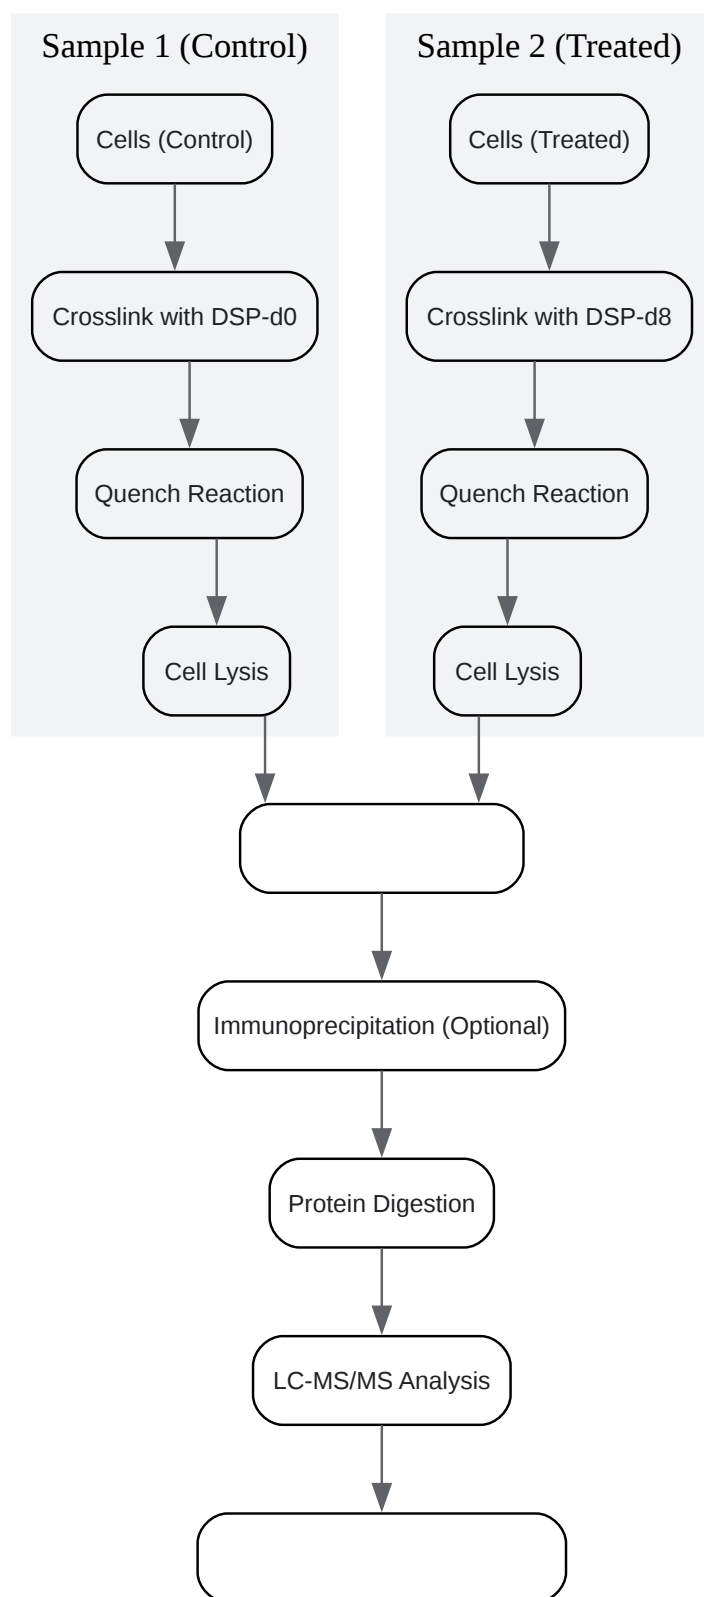 Sample 1 (Control)
Cells (Control)
Crosslink with DSP-d0
Quench Reaction
Cell Lysis
Sample 2 (Treated)
Cells (Treated)
Crosslink with DSP-d8
Quench Reaction
Cell Lysis
Immunoprecipitation (Optional)
Protein Digestion
LC-MS/MS Analysis